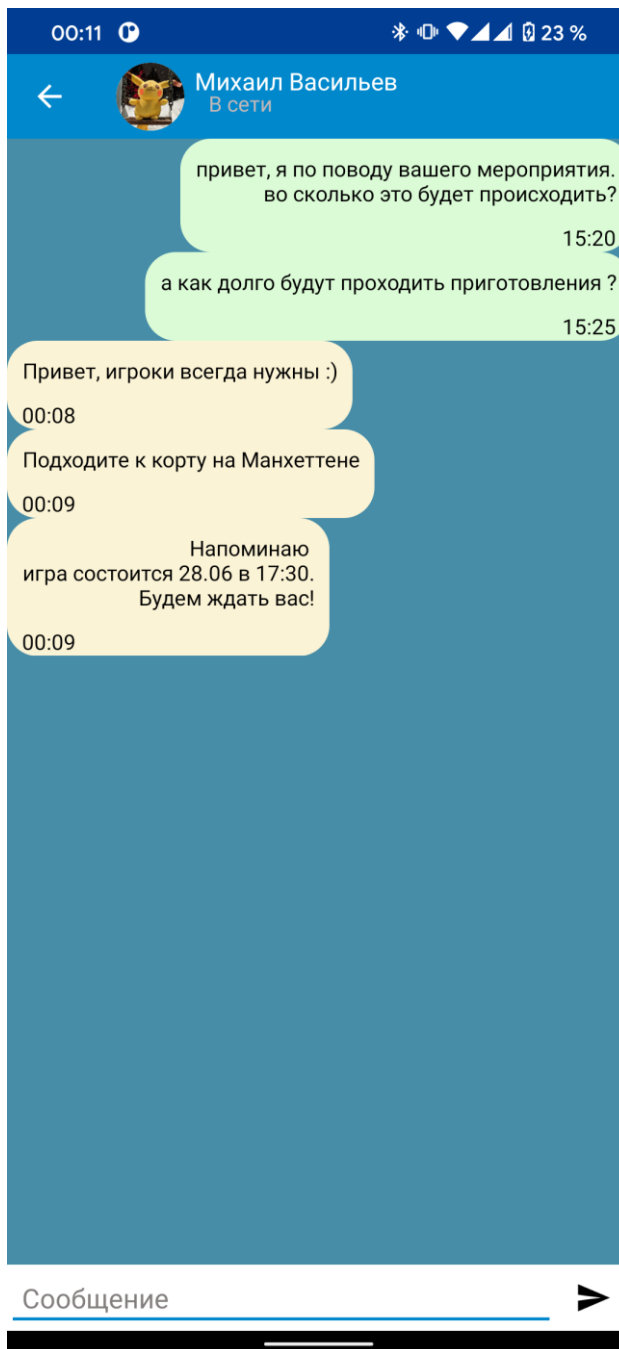 00:11
23 %
Михаил Васильев
В сети
привет, я по поводу вашего мероприятия.
во сколько это будет происходить?
15:20
а как долго будут проходить приготовления ?
15:25
Привет, игроки всегда нужны :)
00:08
Подходите к корту на Манхеттене
00:09
Напоминаю
игра состоится 28.06 в 17:30.
Будем ждать вас!
00:09
Сообщение